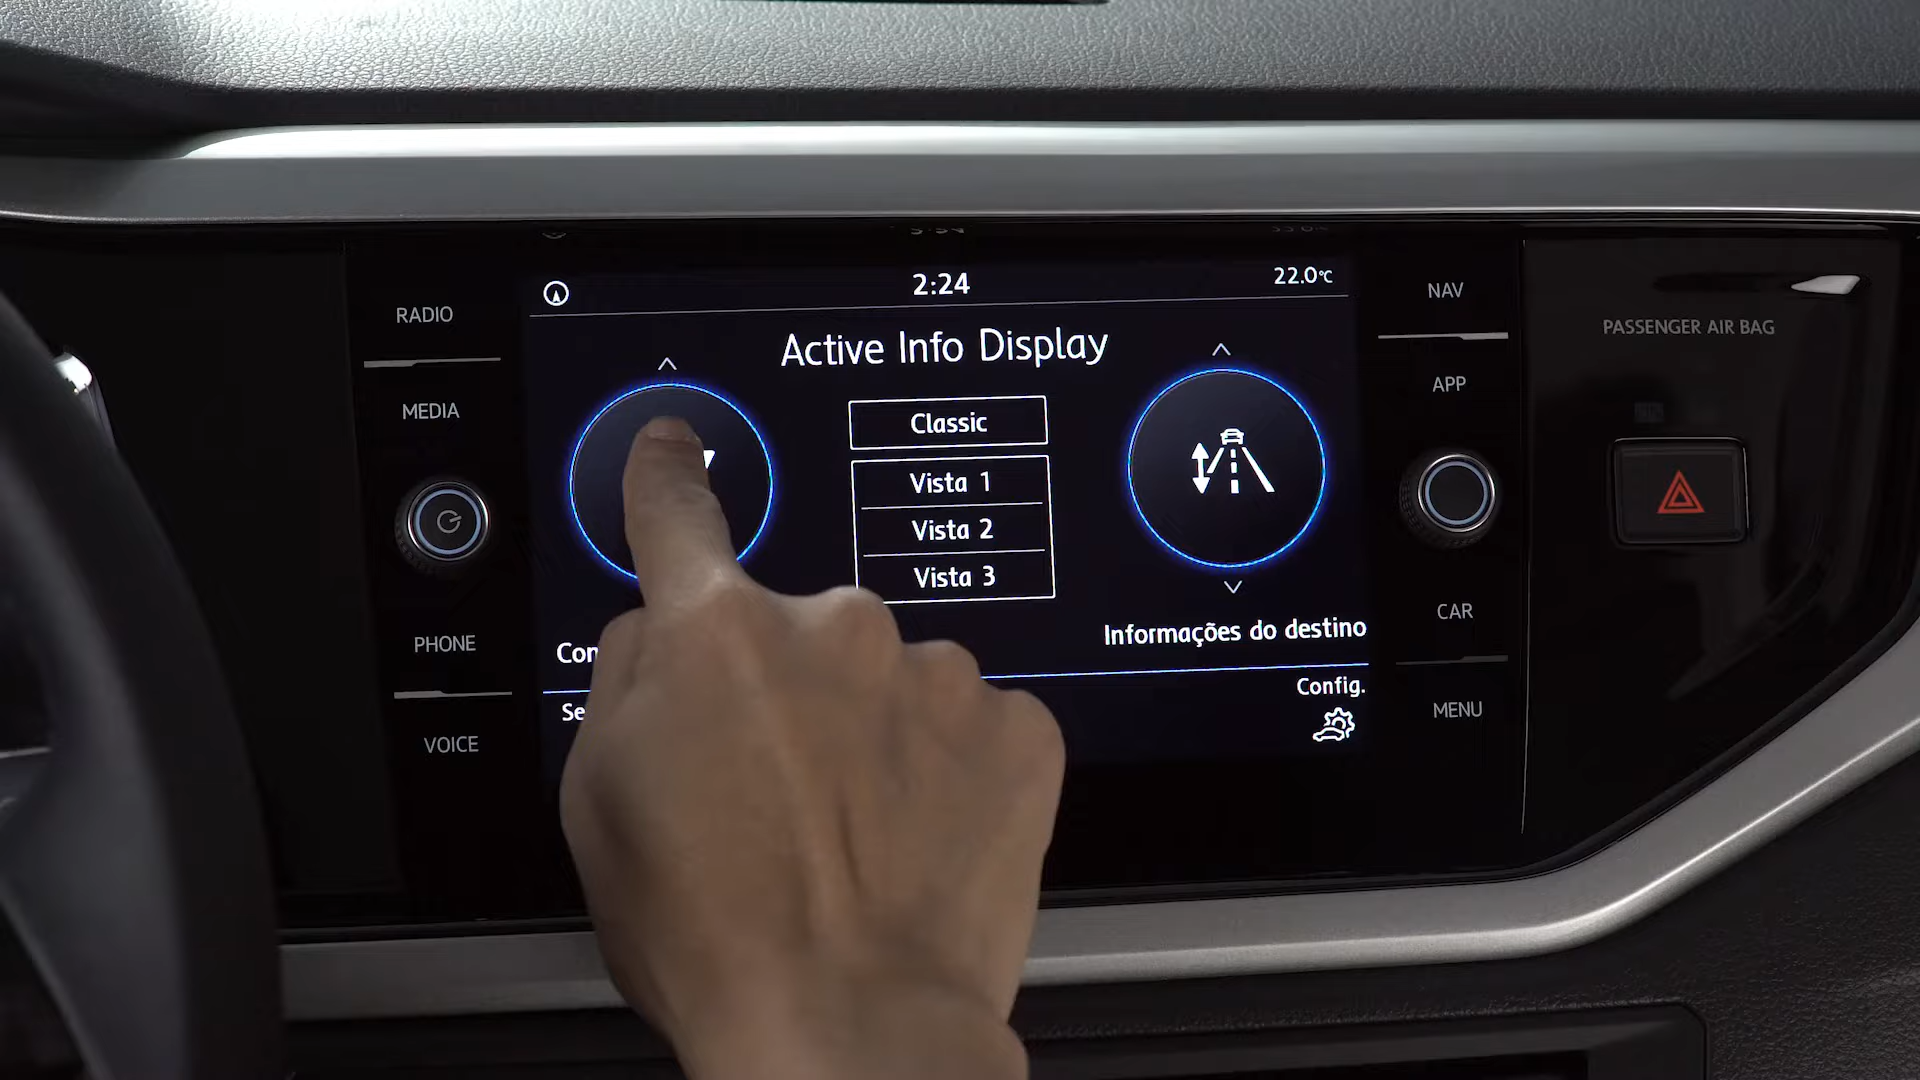 2:24
22.0°C
RADIO
NAV
PASSENGER AIR BAG
Active Info Display
MEDIA
APP
Classic
Vista 1
Vista 2
Vista 3
PHONE
CAR
Informações do destino
Config.
VOICE
MENU